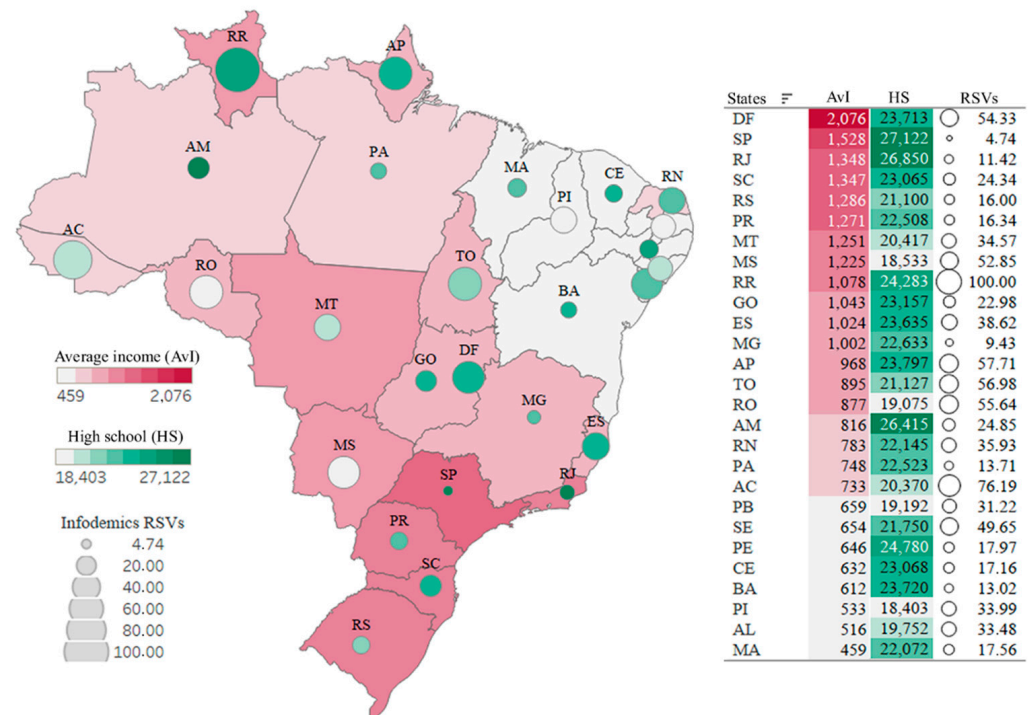 RR
AP
AM
PA
MA
CE
RN
PI
AC
RO
TO
BA
MT
GO
DF
MG
ES
MS
SP
RJ
PR
SC
RS
Average income (AvI)
459 2,076
High school (HS)
18,403 27,122
Infodemics RSVs
4.74
20.00
40.00
60.00
80.00
100.00
States AvI HS RSVs
DF 2,076 23,713 54.33
SP 1,528 27,122 4.74
RJ 1,348 26,850 11.42
SC 1,347 23,065 24.34
RS 1,286 21,100 16.00
PR 1,271 22,508 16.34
MT 1,251 20,417 34.57
MS 1,225 18,533 52.85
RR 1,078 24,283 100.00
GO 1,043 23,157 22.98
ES 1,024 23,635 38.62
MG 1,002 22,633 9.43
AP 968 23,797 57.71
TO 895 21,127 56.98
RO 877 19,075 55.64
AM 816 26,415 24.85
RN 783 22,145 35.93
PA 748 22,523 13.71
AC 733 20,370 76.19
PB 659 19,192 31.22
SE 654 21,750 49.65
PE 646 24,780 17.97
CE 632 23,068 17.16
BA 612 23,720 13.02
PI 533 18,403 33.99
AL 516 19,752 33.48
MA 459 22,072 17.56